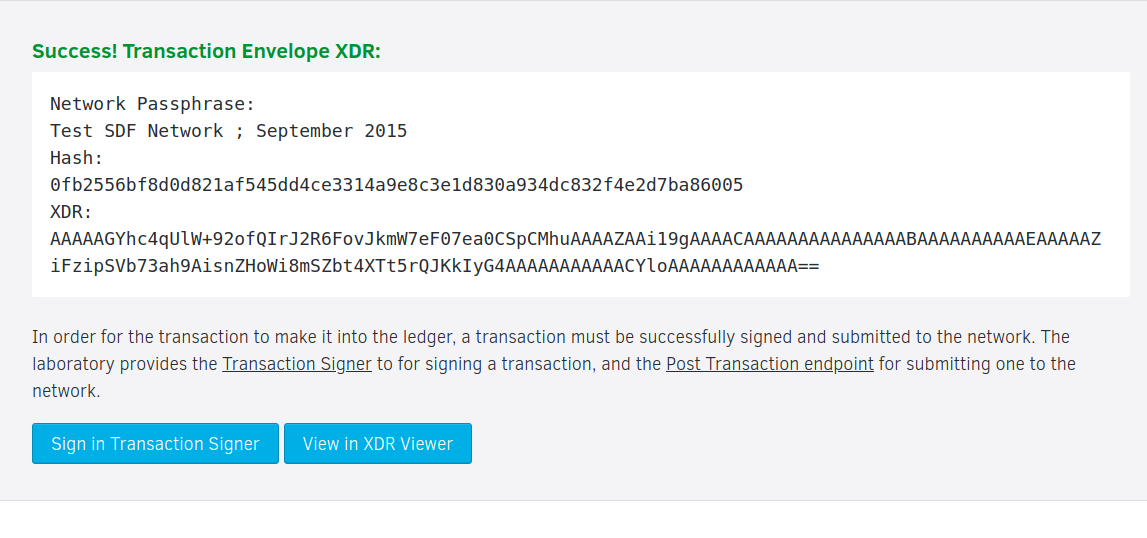 Success! Transaction Envelope XDR:
Network Passphrase:
Test SDF Network ; September 2015
Hash:
0fb2556bf8d0d821af545dd4ce3314a9e8c3e1d830a934dc832f4e2d7ba86005
XDR:
AAAAAGYhc4qUlW+92ofQIrJ2R6FovJkmW7eF07ea0CSpCMhuAAAAZAAi19gAAAACAAAAAAAAAAAAAAABAAAAAAAAAAEAAAAAZ
iFzipSVb73ah9AisnZHoWi8mSZbt4XTt5rQJKkIyG4AAAAAAAAAAACYloAAAAAAAAAAAA==
In order for the transaction to make it into the ledger, a transaction must be successfully signed and submitted to the network. The
laboratory provides the Transaction Signer to for signing a transaction, and the Post Transaction endpoint for submitting one to the
network.
Sign in Transaction Signer
View in XDR Viewer